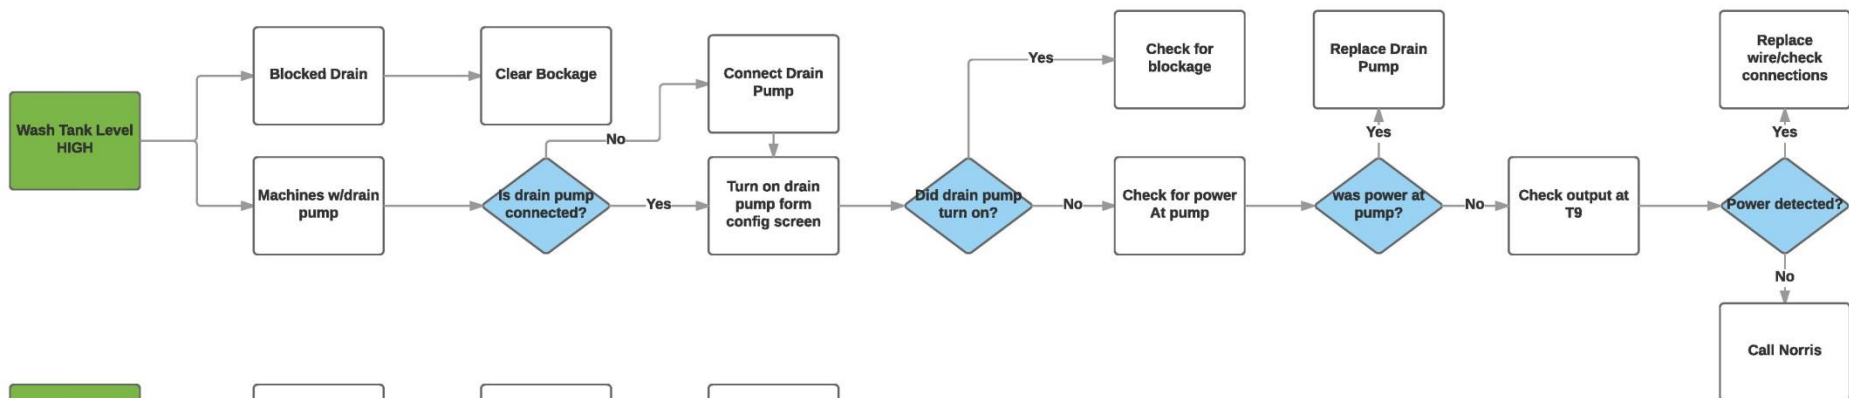 Wash Tank Level
HIGH
Blocked Drain
Clear Bockage
Machines w/drain
pump
Is drain pump
connected?
No
Yes
Connect Drain
Pump
Turn on drain
pump form
config screen
Did drain pump
turn on?
Yes
No
Check for
blockage
Check for power
At pump
was power at
pump?
Yes
No
Replace Drain
Pump
Check output at
T9
Power detected?
Yes
No
Replace
wire/check
connections
Call Norris